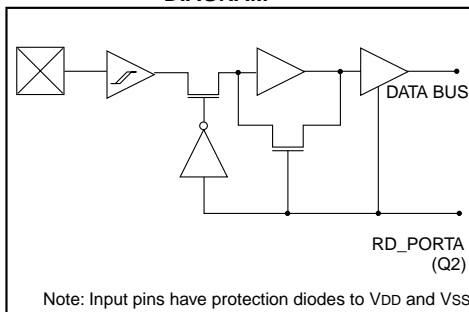 DIAGRAM
DATA BUS
RD_PORTA
(Q2)
Note: Input pins have protection diodes to VDD and VSS